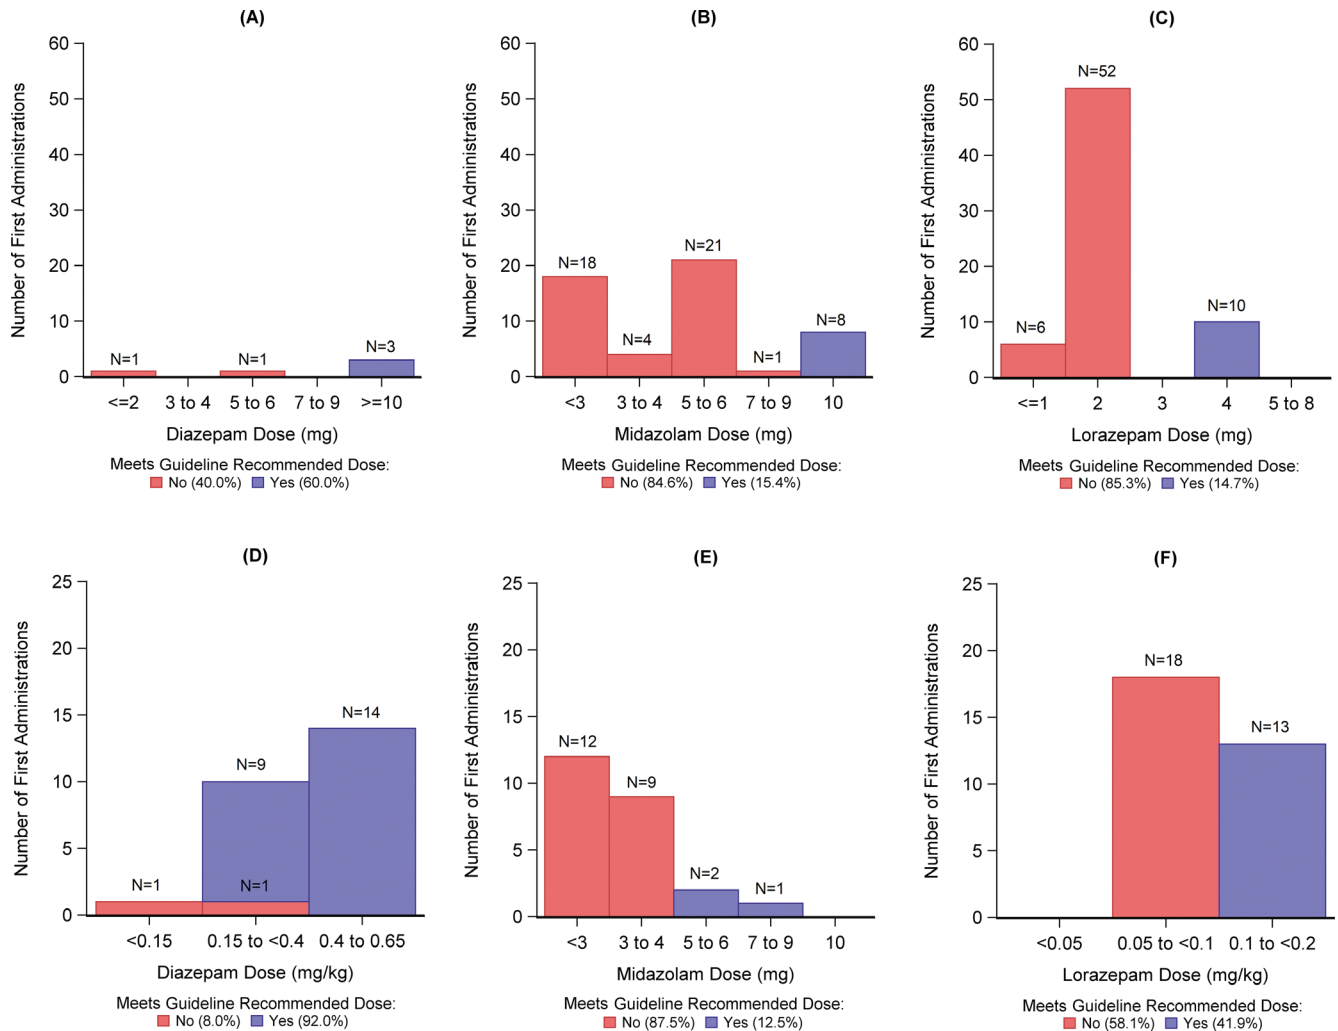 (A)
60
50
40
30
20
10
0
Number of First Administrations
N=1
N=1
N=3
<=2 3 to 4 5 to 6 7 to 9 >=10
Diazepam Dose (mg)
Meets Guideline Recommended Dose:
No (40.0%) Yes (60.0%)
(B)
60
50
40
30
20
10
0
Number of First Administrations
N=18
N=4
N=21
N=1
N=8
<3 3 to 4 5 to 6 7 to 9 10
Midazolam Dose (mg)
Meets Guideline Recommended Dose:
No (84.6%) Yes (15.4%)
(C)
60
50
40
30
20
10
0
Number of First Administrations
N=6
N=52
N=10
<=1 2 3 4 5 to 8
Lorazepam Dose (mg)
Meets Guideline Recommended Dose:
No (85.3%) Yes (14.7%)
(D)
25
20
15
10
5
0
Number of First Administrations
N=1
N=9
N=1
N=14
<0.15 0.15 to <0.4 0.4 to 0.65
Diazepam Dose (mg/kg)
Meets Guideline Recommended Dose:
No (8.0%) Yes (92.0%)
(E)
25
20
15
10
5
0
Number of First Administrations
N=12
N=9
N=2
N=1
<3 3 to 4 5 to 6 7 to 9 10
Midazolam Dose (mg)
Meets Guideline Recommended Dose:
No (87.5%) Yes (12.5%)
(F)
25
20
15
10
5
0
Number of First Administrations
N=18
N=13
<0.05 0.05 to <0.1 0.1 to <0.2
Lorazepam Dose (mg/kg)
Meets Guideline Recommended Dose:
No (58.1%) Yes (41.9%)